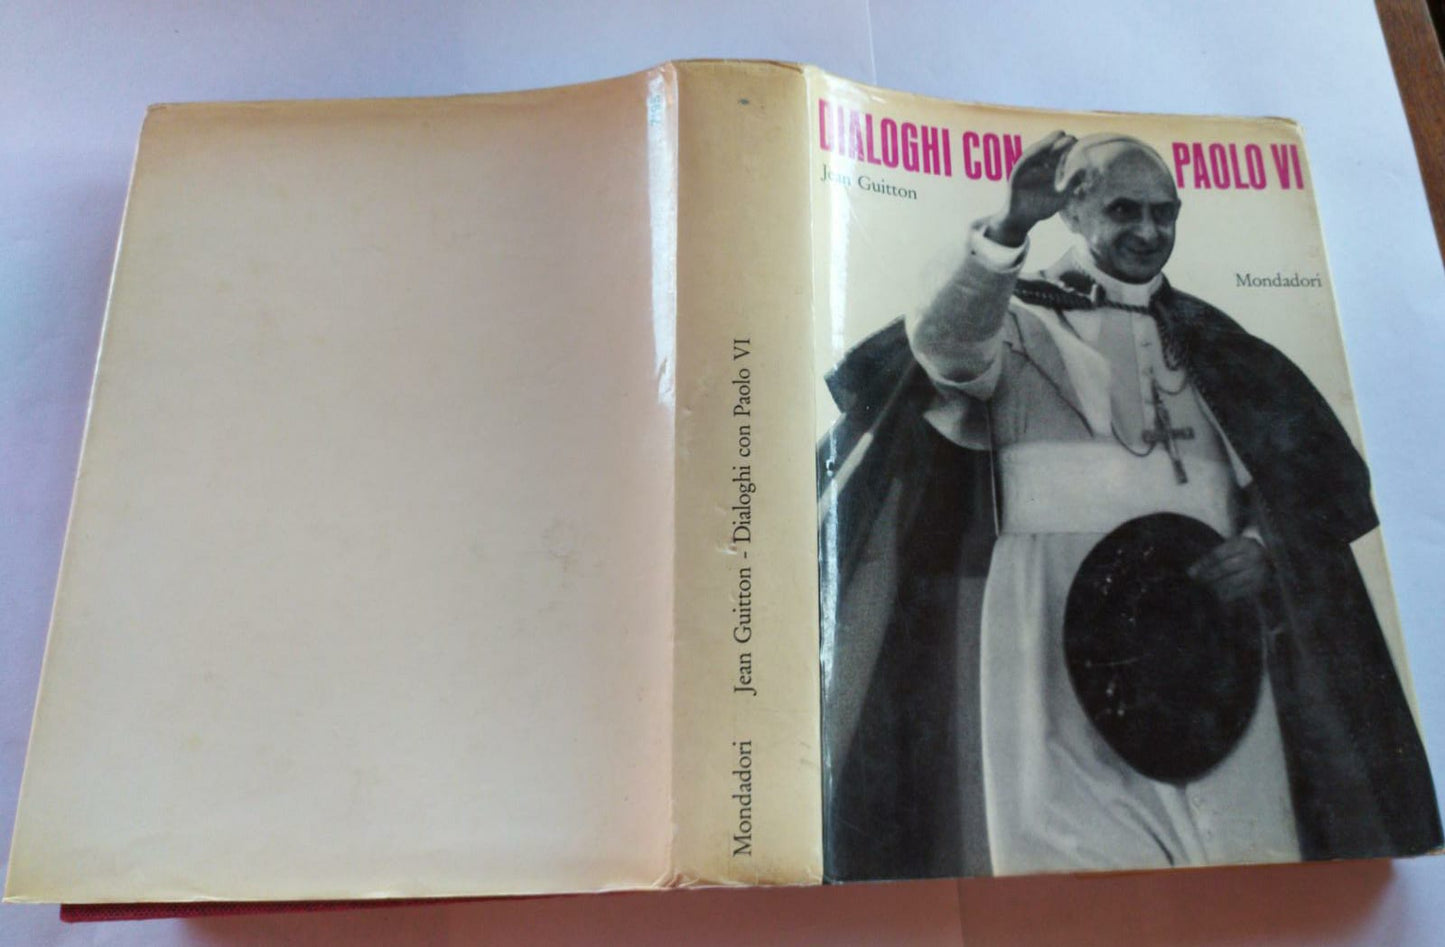 DIALOGHI CON PAOLO VI
Jean Guitton
Mondadori
Jean Guitton - Dialoghi con Paolo VI
Mondadori